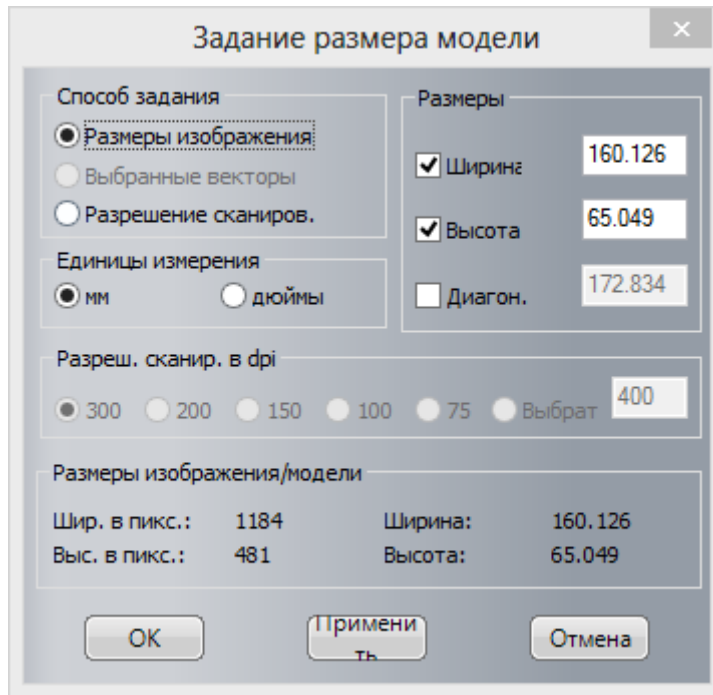 Задание размера модели
Способ задания
Размеры изображения
Выбранные векторы
Разрешение сканиров.
Единицы измерения
мм дюймы
Размеры
Ширина 160.126
Высота 65.049
Диагон. 172.834
Разреш. сканир. в dpi
300 200 150 100 75 Выбрат 400
Размеры изображения/модели
Шир. в пикс.: 1184 Ширина: 160.126
Выс. в пикс.: 481 Высота: 65.049
OK Примени Отмена
ть